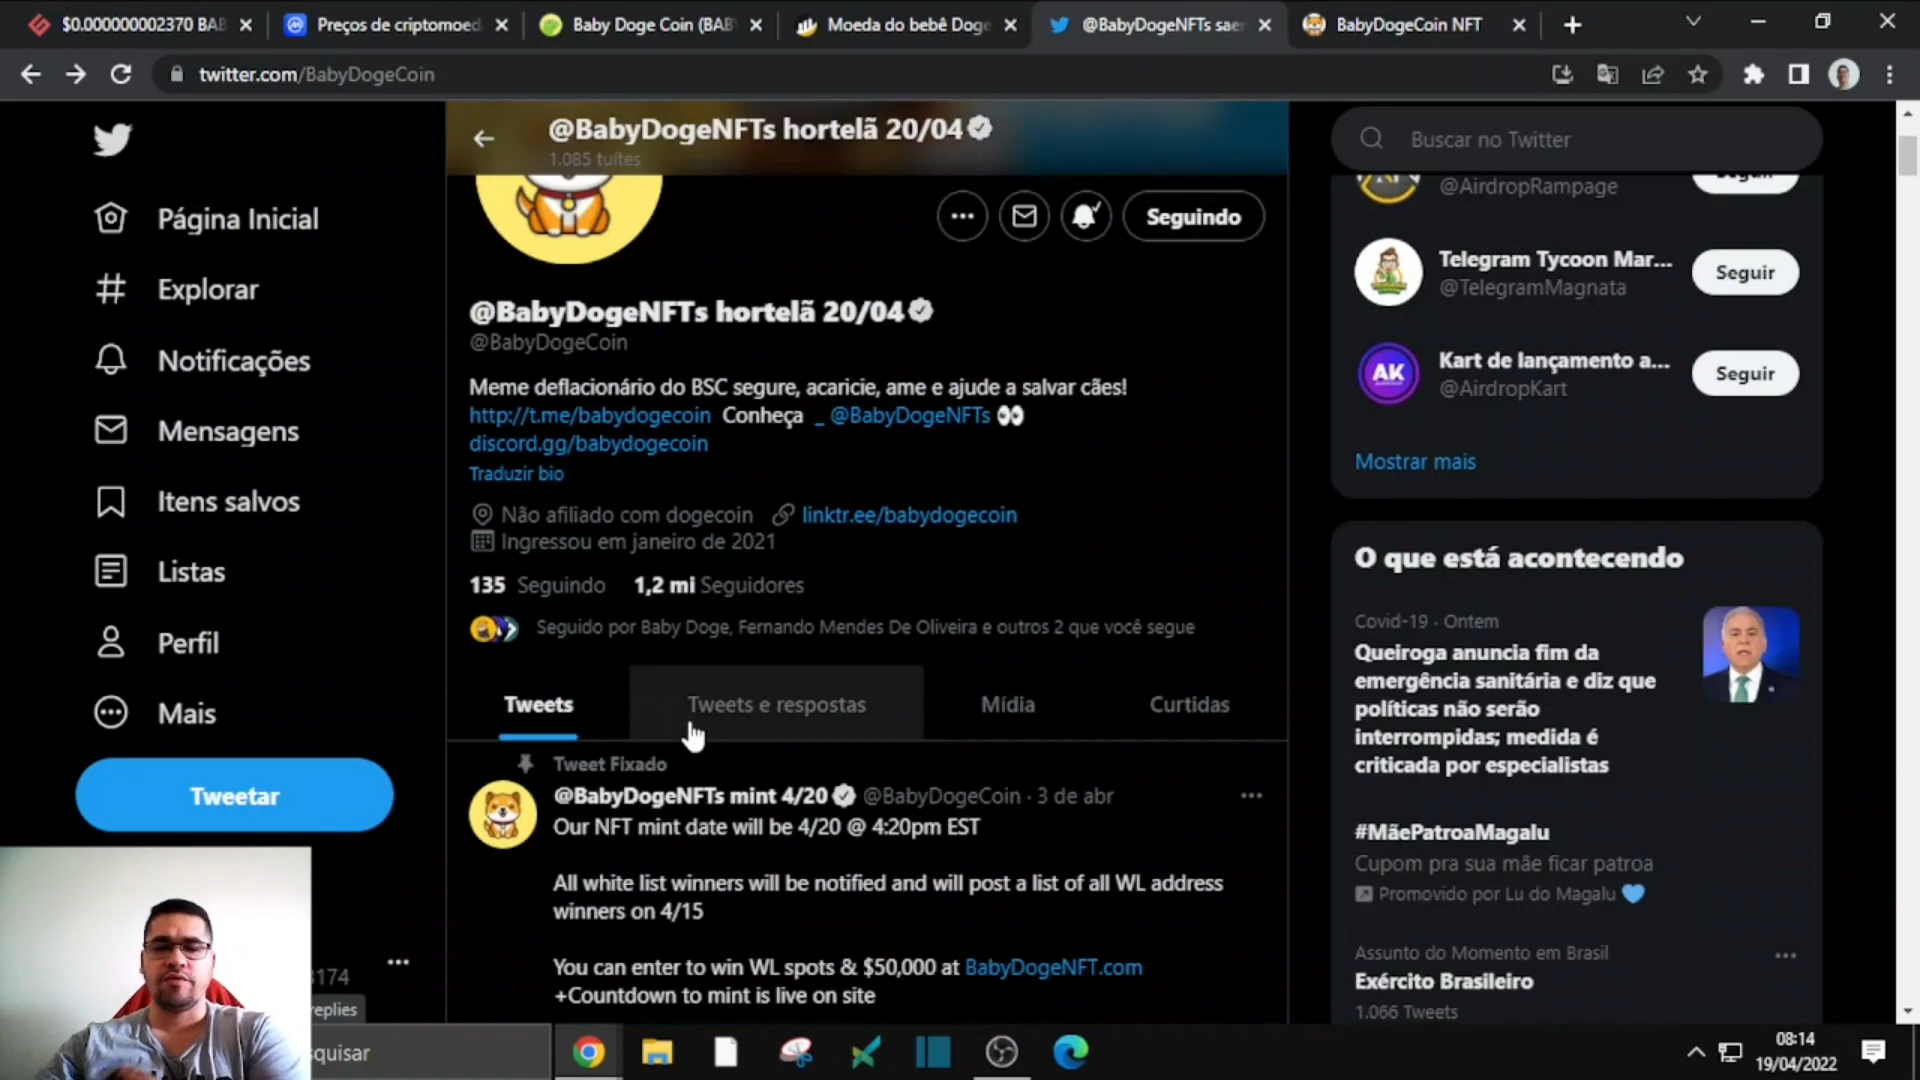 $0.000000002370 BAB
Preços de criptomoed
Baby Doge Coin (BAB
Moeda do bebê Doge
@BabyDogeNFTs saer
BabyDogeCoin NFT
twitter.com/BabyDogeCoin
@BabyDogeNFTs hortelã 20/04
1.085 tuítes
Buscar no Twitter
Página Inicial
Explorar
Notificações
Mensagens
Itens salvos
Listas
Perfil
Mais
Tweetar
Seguindo
@BabyDogeNFTs hortelã 20/04
@BabyDogeCoin
Meme deflacionário do BSC segure, acaricie, ame e ajude a salvar cães!
http://t.me/babydogecoin Conheça _ @BabyDogeNFTs 👀
discord.gg/babydogecoin
Traduzir bio
Não afiliado com dogecoin linktr.ee/babydogecoin
Ingressou em janeiro de 2021
135 Seguindo 1,2 mi Seguidores
Seguido por Baby Doge, Fernando Mendes De Oliveira e outros 2 que você segue
Tweets Tweets e respostas Mídia Curtidas
Tweet Fixado
@BabyDogeNFTs mint 4/20 @BabyDogeCoin · 3 de abr
Our NFT mint date will be 4/20 @ 4:20pm EST
All white list winners will be notified and will post a list of all WL address
winners on 4/15
You can enter to win WL spots & $50,000 at BabyDogeNFT.com
+Countdown to mint is live on site
@AirdropRampage
Seguir
Telegram Tycoon Mar...
@TelegramMagnata
Seguir
AK
Kart de lançamento a...
@AirdropKart
Seguir
Mostrar mais
O que está acontecendo
Covid-19 · Ontem
Queiroga anuncia fim da
emergência sanitária e diz que
políticas não serão
interrompidas; medida é
criticada por especialistas
#MãePatroaMagalu
Cupom pra sua mãe ficar patroa
Promovido por Lu do Magalu 💙
Assunto do Momento em Brasil
Exército Brasileiro
1.066 Tweets
3174
replies
squisar
08:14
19/04/2022